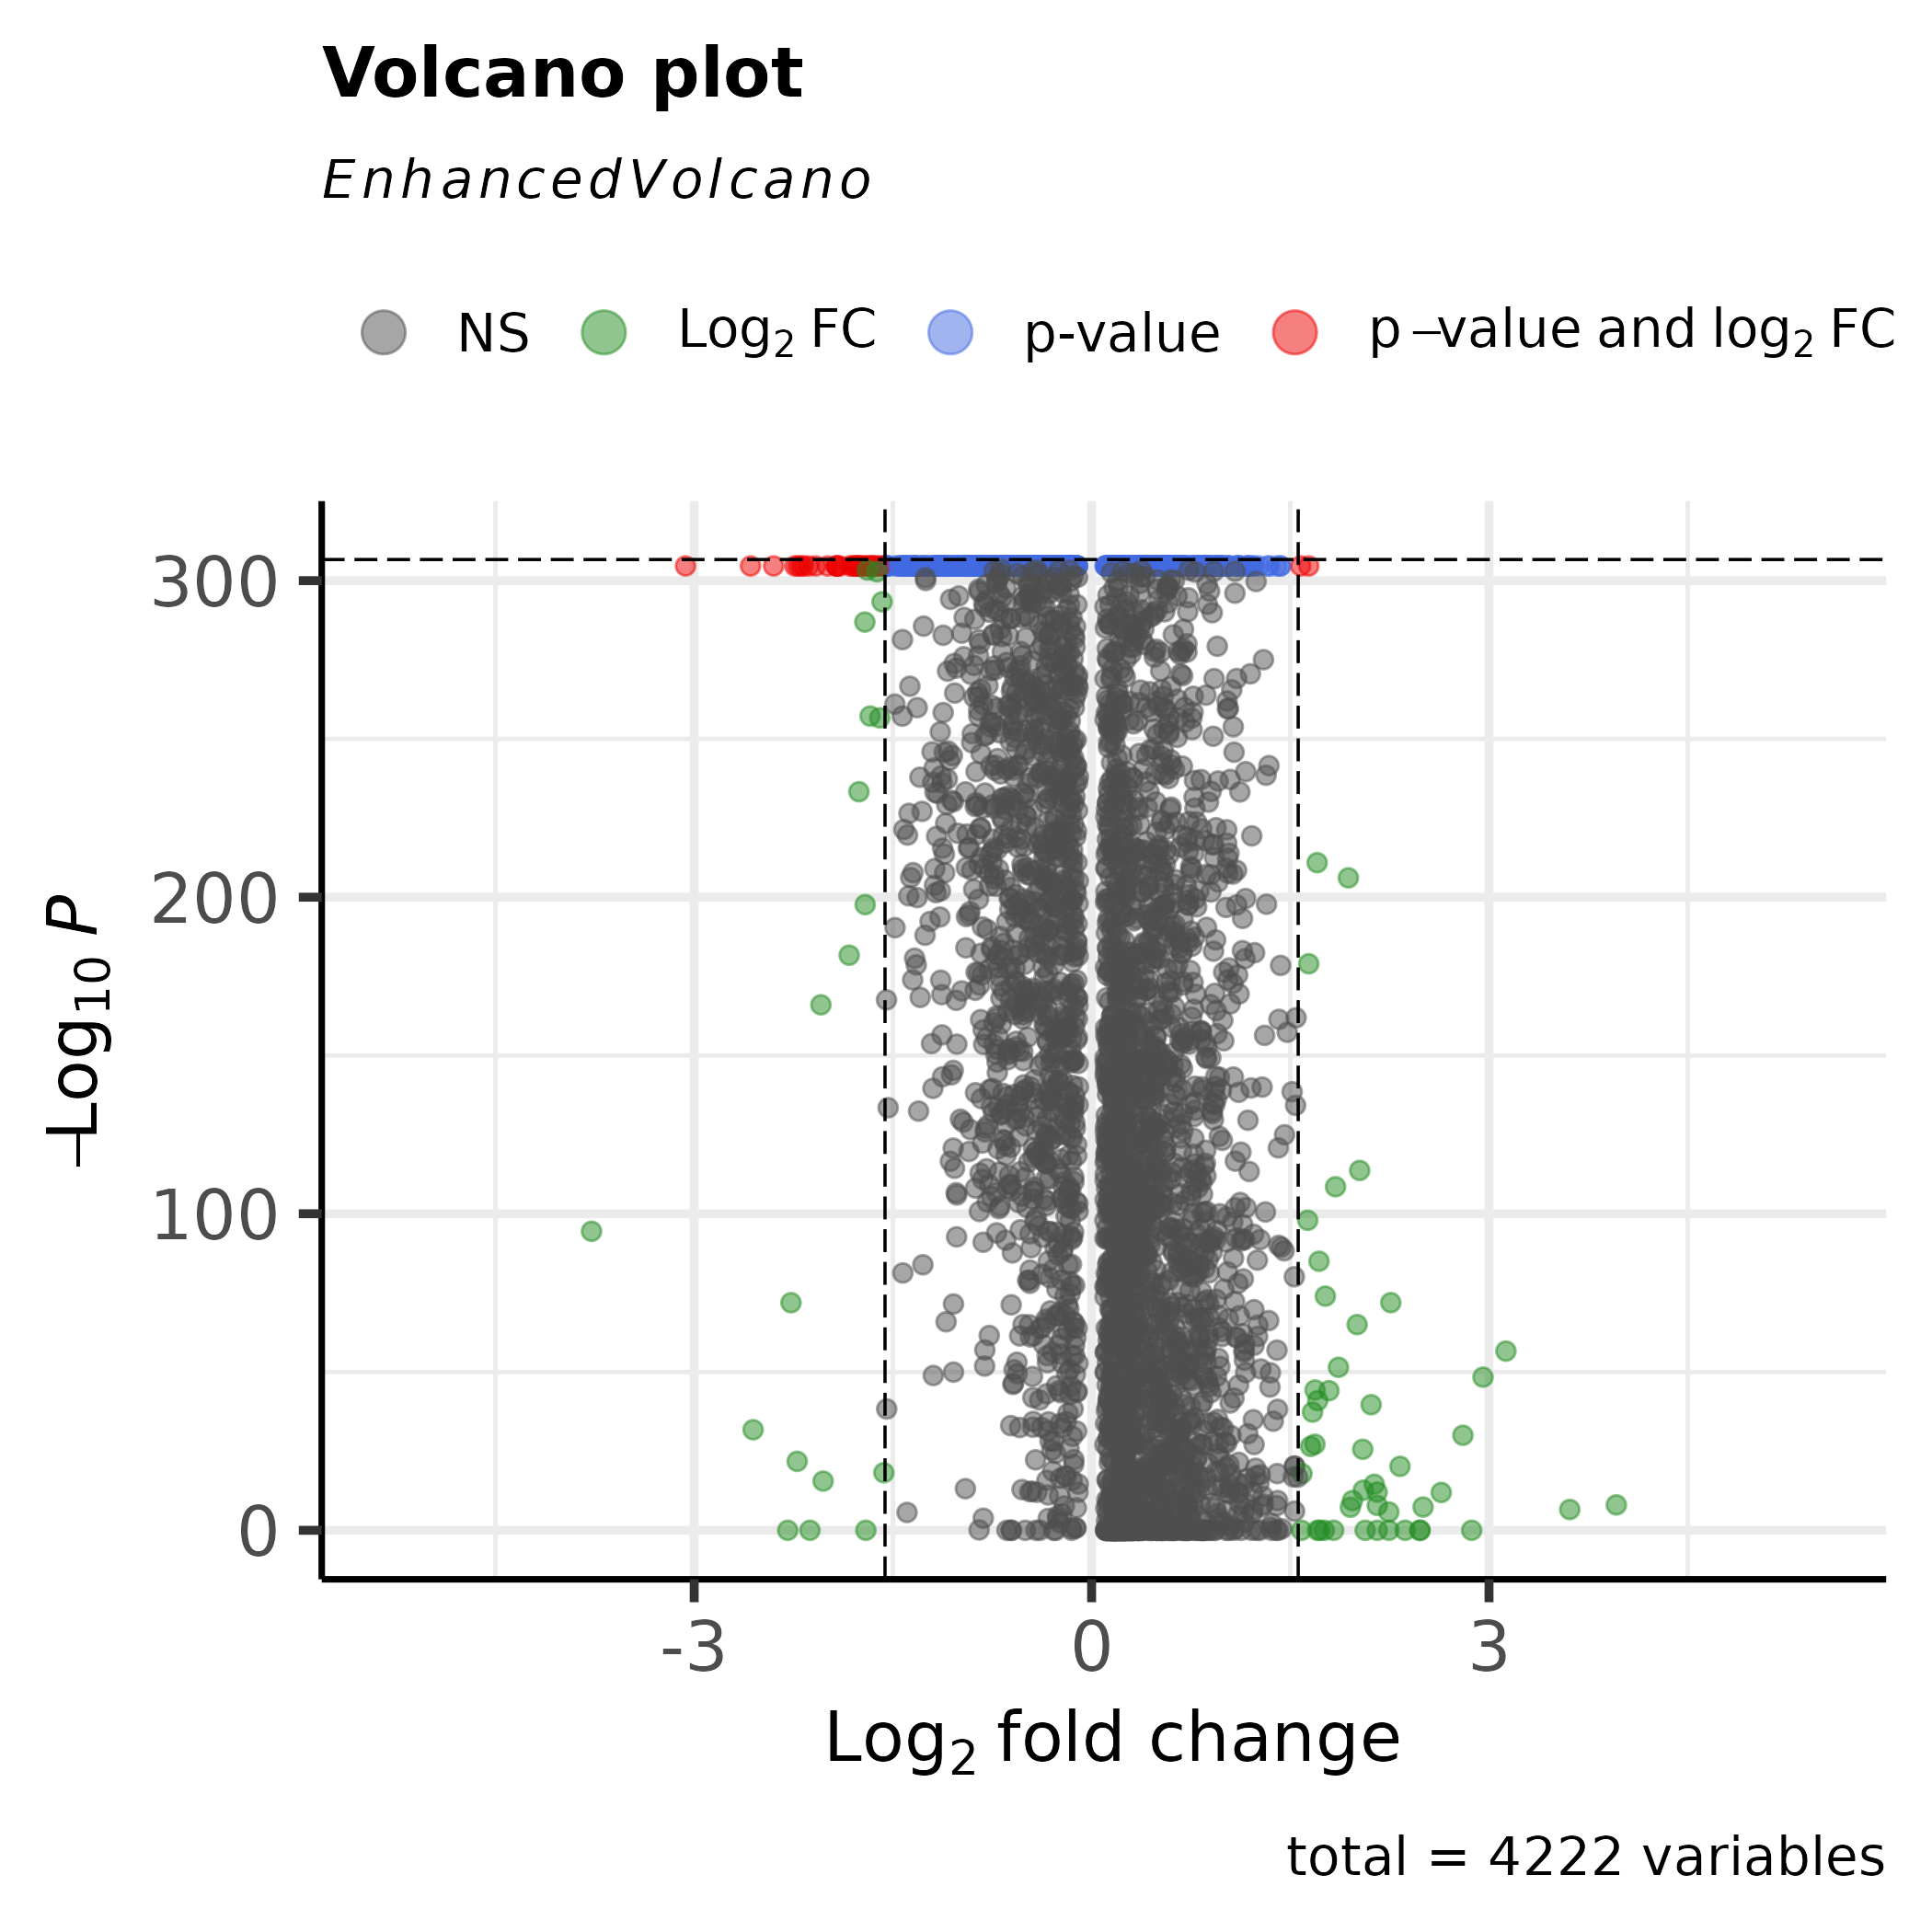 Volcano plot
EnhancedVolcano
NS Log₂ FC p-value p−value and log₂ FC
300
200
100
0
−Log₁₀ P
-3 0 3
Log₂ fold change
total = 4222 variables